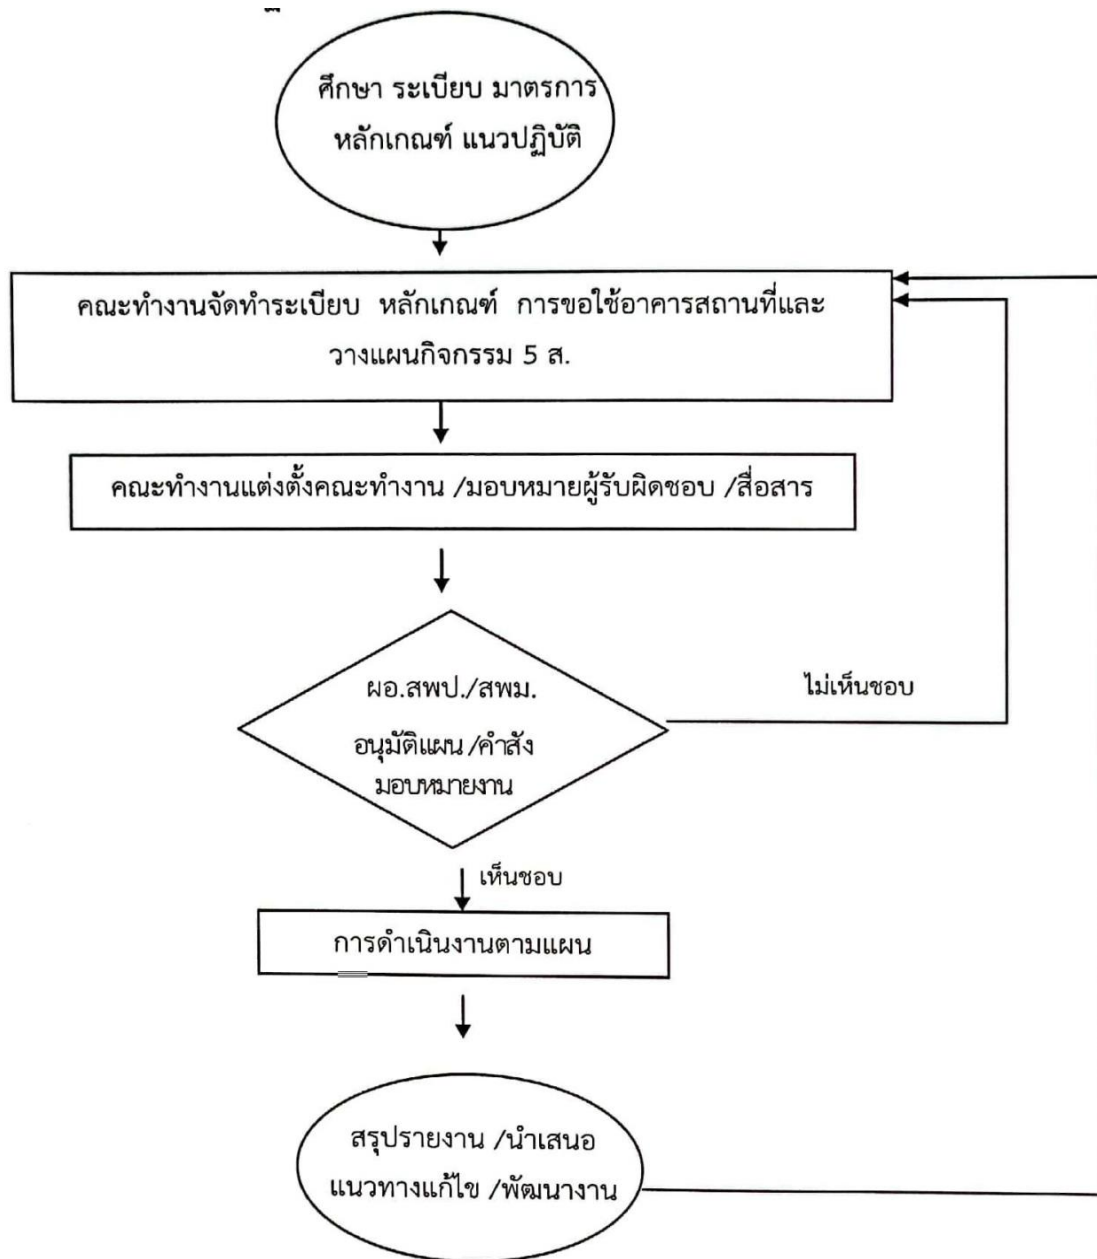 ศึกษา ระเบียบ มาตรการ
หลักเกณฑ์ แนวปฏิบัติ
คณะทำงานจัดทำระเบียบ หลักเกณฑ์ การขอใช้อาคารสถานที่และ
วางแผนกิจกรรม 5 ส.
คณะทำงานแต่งตั้งคณะทำงาน /มอบหมายผู้รับผิดชอบ /สื่อสาร
ผอ.สพป./สพม.
อนุมัติแผน /คำสัง
มอบหมายงาน
ไม่เห็นชอบ
เห็นชอบ
การดำเนินงานตามแผน
สรุปรายงาน /นำเสนอ
แนวทางแก้ไข /พัฒนางาน